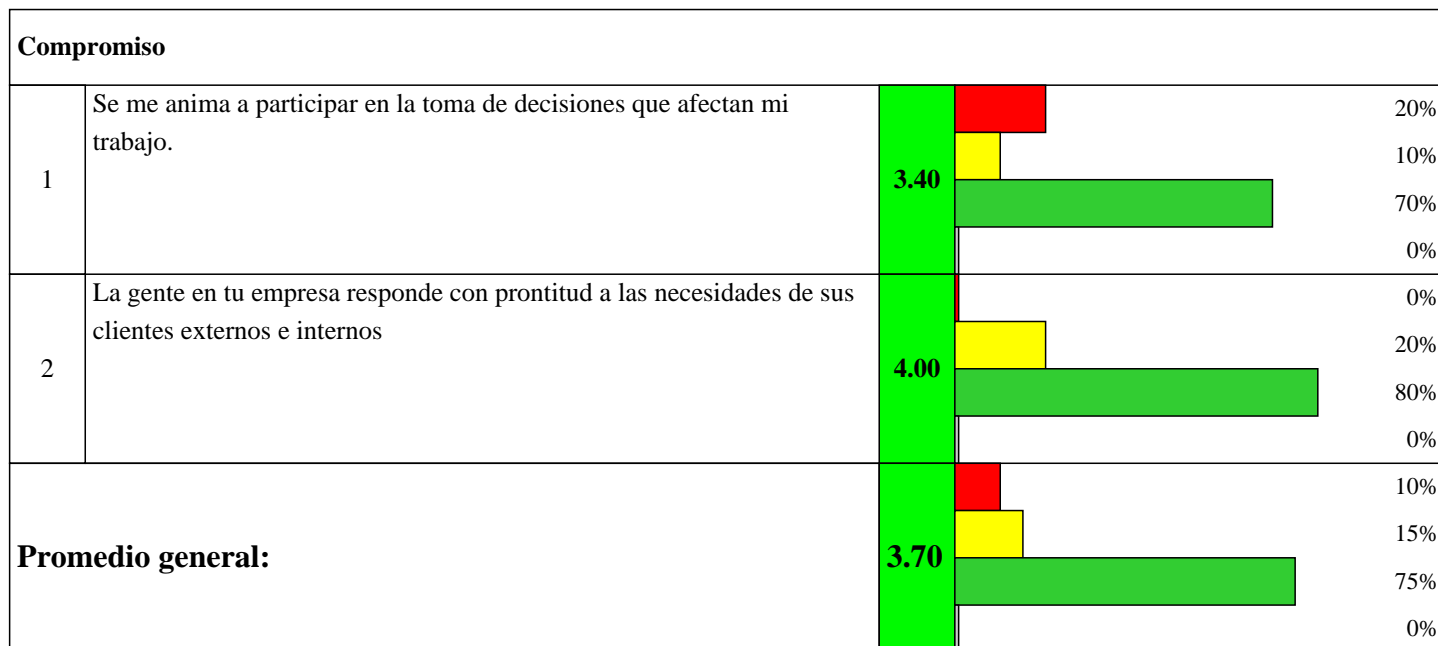 Compromiso
Se me anima a participar en la toma de decisiones que afectan mi
trabajo.
1
3.40
20%
10%
70%
0%
La gente en tu empresa responde con prontitud a las necesidades de sus
clientes externos e internos
2
4.00
0%
20%
80%
0%
Promedio general:
3.70
10%
15%
75%
0%